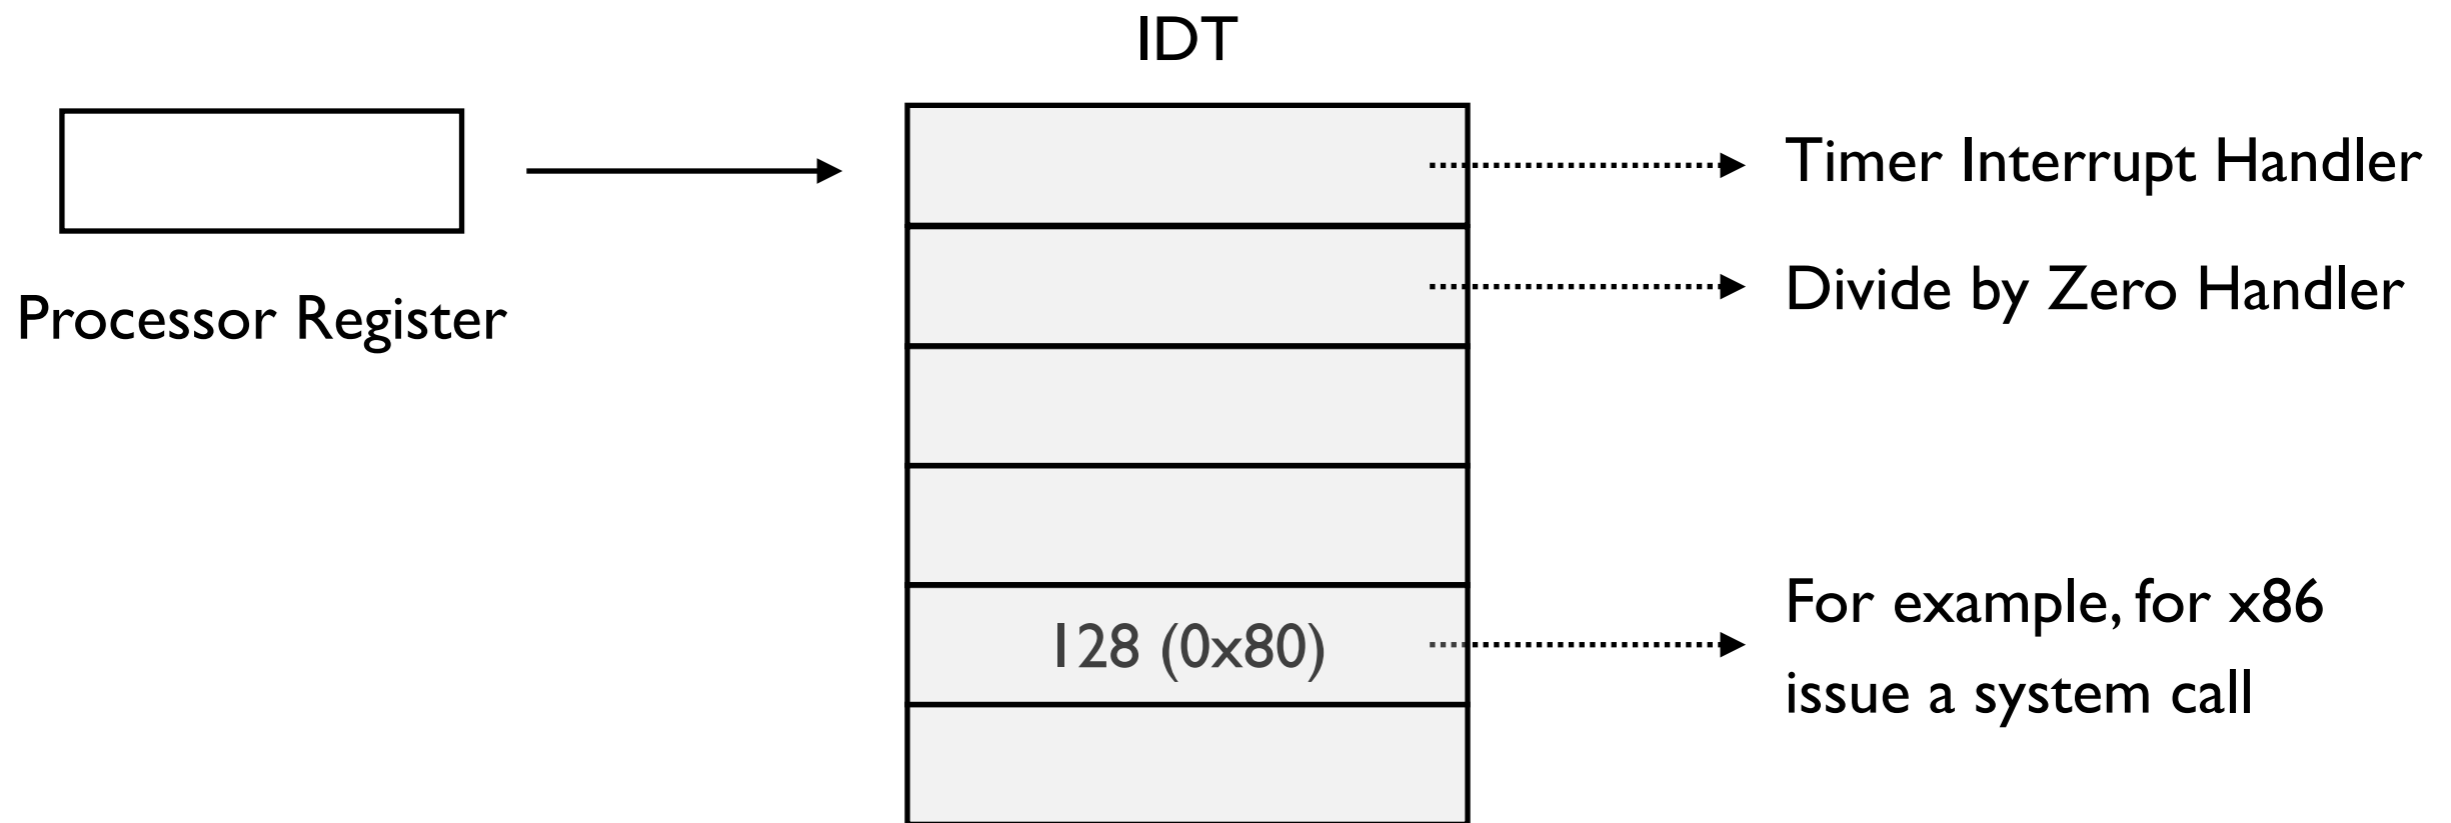 IDT
Timer Interrupt Handler
Divide by Zero Handler
Processor Register
For example, for x86
128 (0x80)
issue a system call